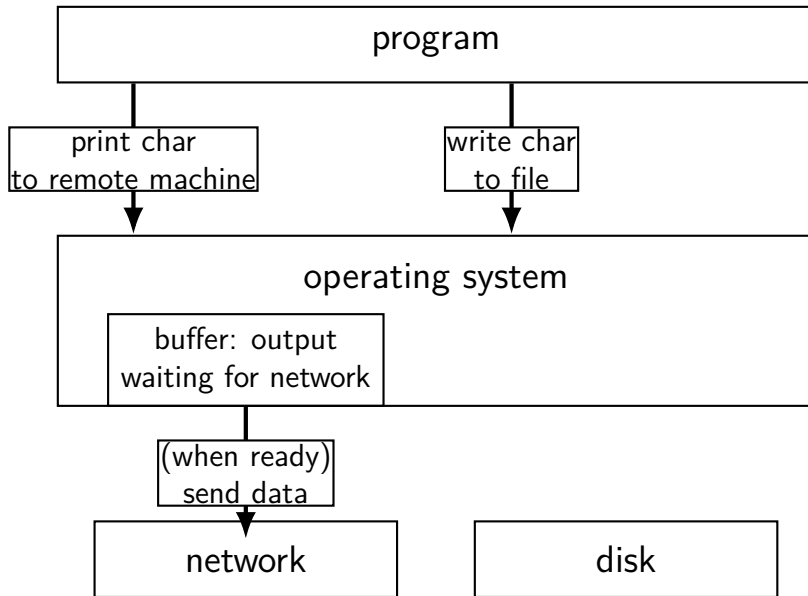 program
print char
to remote machine
write char
to file
operating system
buffer: output
waiting for network
(when ready)
send data
network
disk